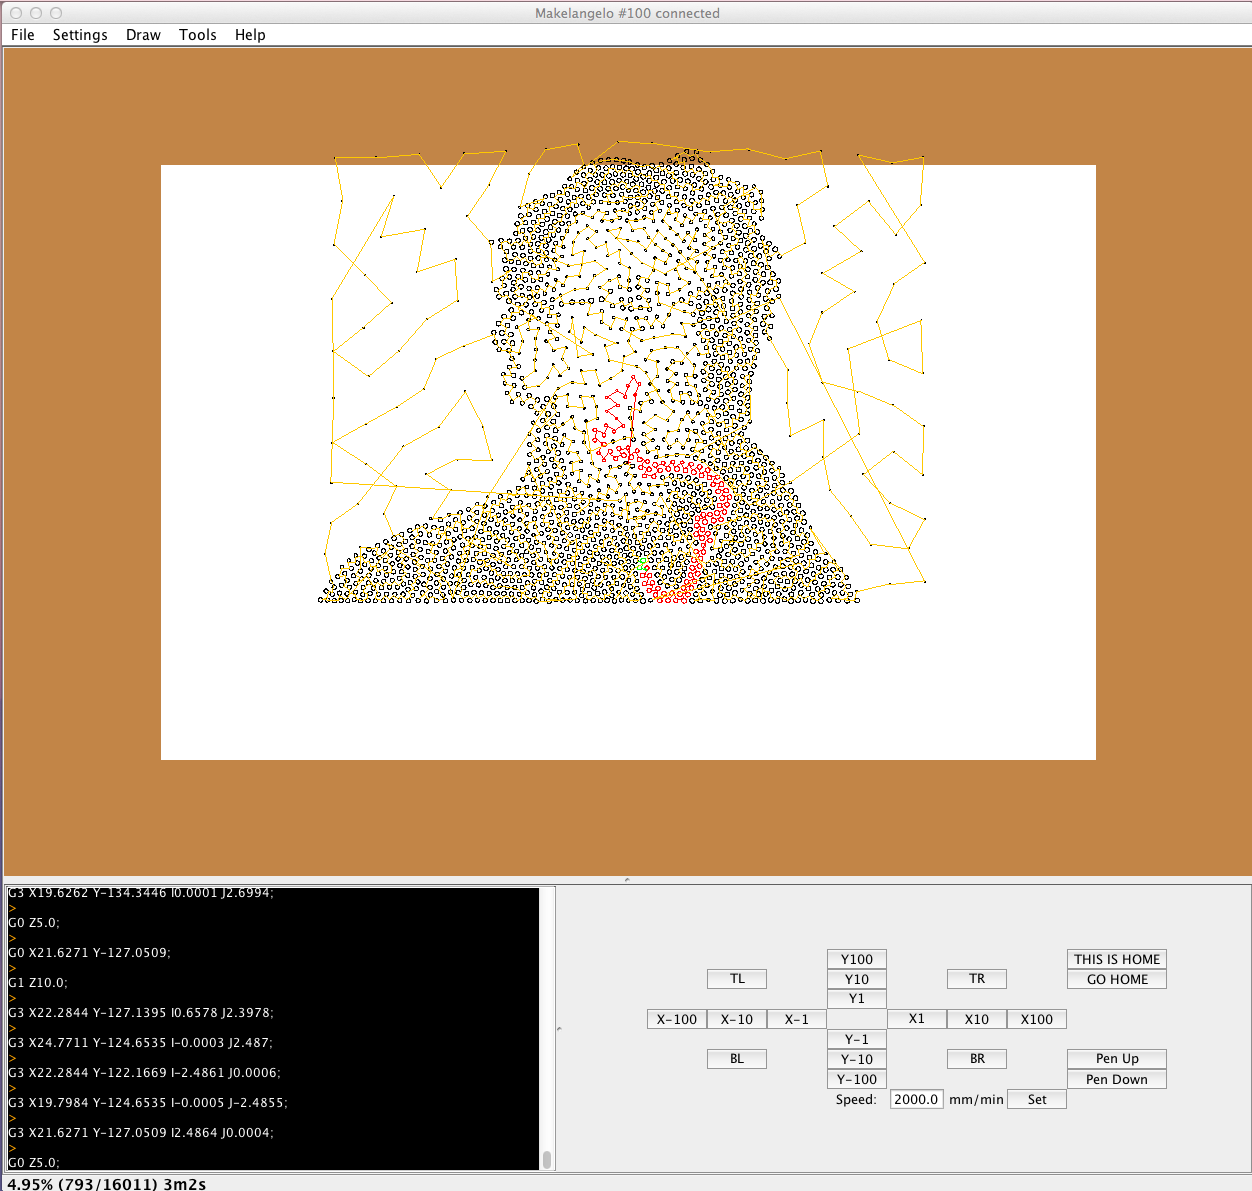 Makelangelo #100 connected
File Settings Draw Tools Help
G3 X19.6262 Y-134.3446 I0.0001 J2.6994;
>
G0 Z5.0;
>
G0 X21.6271 Y-127.0509;
>
G1 Z10.0;
>
G3 X22.2844 Y-127.1395 I0.6578 J2.3978;
>
G3 X24.7711 Y-124.6535 I-0.0003 J2.487;
>
G3 X22.2844 Y-122.1669 I-2.4861 J0.0006;
>
G3 X19.7984 Y-124.6535 I-0.0005 J-2.4855;
>
G3 X21.6271 Y-127.0509 I2.4864 J0.0004;
>
G0 Z5.0;
Y100 THIS IS HOME
TL Y10 TR GO HOME
Y1
X-100 X-10 X-1 X1 X10 X100
Y-1
BL Y-10 BR Pen Up
Y-100 Pen Down
Speed: 2000.0 mm/min Set
4.95% (793/16011) 3m2s